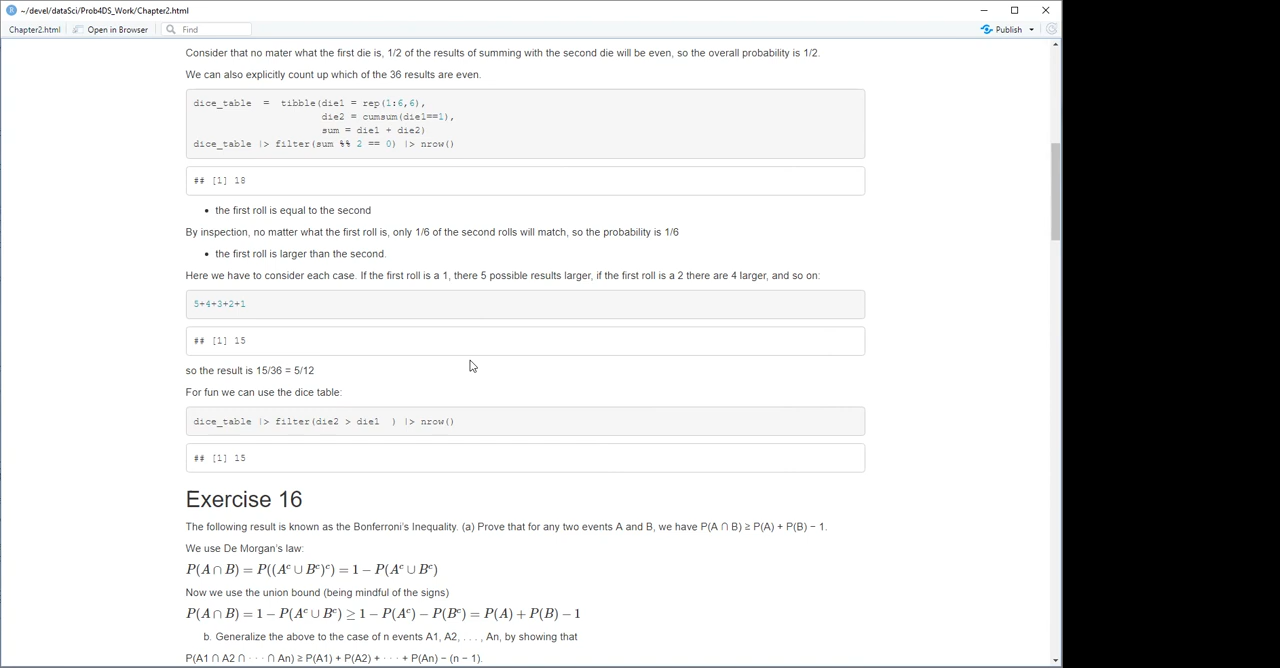 ~/devel/dataSci/Prob4DS_Work/Chapter2.html
Chapter2.html Open in Browser Find Publish
Consider that no mater what the first die is, 1/2 of the results of summing with the second die will be even, so the overall probability is 1/2.
We can also explicitly count up which of the 36 results are even.
dice_table = tibble(die1 = rep(1:6,6),
die2 = cumsum(die1==1),
sum = die1 + die2)
dice_table |> filter(sum %% 2 == 0) |> nrow()
## [1] 18
• the first roll is equal to the second
By inspection, no matter what the first roll is, only 1/6 of the second rolls will match, so the probability is 1/6
• the first roll is larger than the second.
Here we have to consider each case. If the first roll is a 1, there 5 possible results larger, if the first roll is a 2 there are 4 larger, and so on:
5+4+3+2+1
## [1] 15
so the result is 15/36 = 5/12
For fun we can use the dice table:
dice_table |> filter(die2 > die1 ) |> nrow()
## [1] 15
Exercise 16
The following result is known as the Bonferroni's Inequality. (a) Prove that for any two events A and B, we have P(A ∩ B) ≥ P(A) + P(B) − 1.
We use De Morgan's law:
P(A ∩ B) = P((Aᶜ ∪ Bᶜ)ᶜ) = 1 − P(Aᶜ ∪ Bᶜ)
Now we use the union bound (being mindful of the signs)
P(A ∩ B) = 1 − P(Aᶜ ∪ Bᶜ) ≥ 1 − P(Aᶜ) − P(Bᶜ) = P(A) + P(B) − 1
b. Generalize the above to the case of n events A1, A2, . . . , An, by showing that
P(A1 ∩ A2 ∩ · · · ∩ An) ≥ P(A1) + P(A2) + · · · + P(An) − (n − 1).